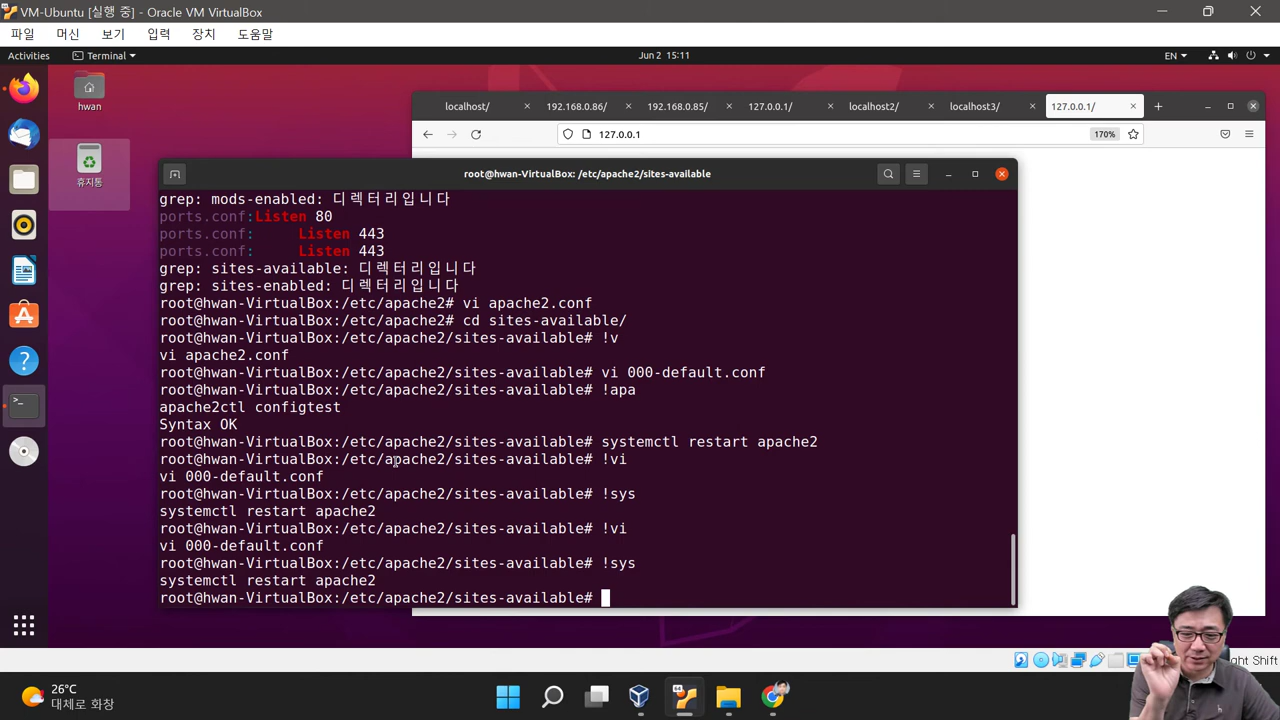 VM-Ubuntu [실행 중] - Oracle VM VirtualBox
파일 머신 보기 입력 장치 도움말
Activities Terminal Jun 2 15:11 EN
hwan
휴지통
localhost/ 192.168.0.86/ 192.168.0.85/ 127.0.0.1/ localhost2/ localhost3/ 127.0.0.1/
127.0.0.1 170%
root@hwan-VirtualBox: /etc/apache2/sites-available
grep: mods-enabled: 디렉터리입니다
ports.conf:Listen 80
ports.conf: Listen 443
ports.conf: Listen 443
grep: sites-available: 디렉터리입니다
grep: sites-enabled: 디렉터리입니다
root@hwan-VirtualBox:/etc/apache2# vi apache2.conf
root@hwan-VirtualBox:/etc/apache2# cd sites-available/
root@hwan-VirtualBox:/etc/apache2/sites-available# !v
vi apache2.conf
root@hwan-VirtualBox:/etc/apache2/sites-available# vi 000-default.conf
root@hwan-VirtualBox:/etc/apache2/sites-available# !apa
apache2ctl configtest
Syntax OK
root@hwan-VirtualBox:/etc/apache2/sites-available# systemctl restart apache2
root@hwan-VirtualBox:/etc/apache2/sites-available# !vi
vi 000-default.conf
root@hwan-VirtualBox:/etc/apache2/sites-available# !sys
systemctl restart apache2
root@hwan-VirtualBox:/etc/apache2/sites-available# !vi
vi 000-default.conf
root@hwan-VirtualBox:/etc/apache2/sites-available# !sys
systemctl restart apache2
root@hwan-VirtualBox:/etc/apache2/sites-available#
ght Shift
26°C
대체로 화창